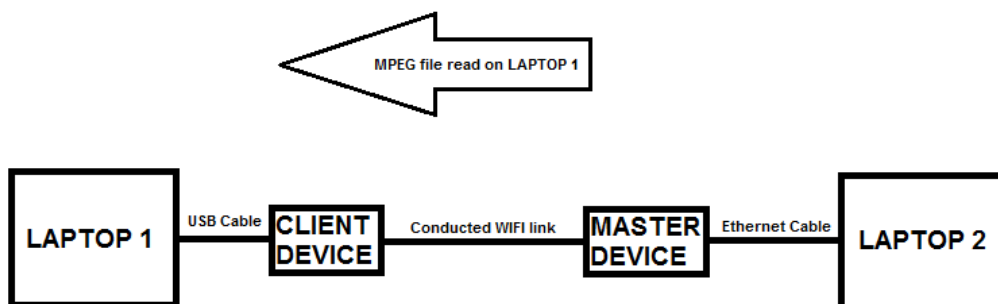 MPEG file read on LAPTOP 1
LAPTOP 1
USB Cable
CLIENT
DEVICE
Conducted WIFI link
MASTER
DEVICE
Ethernet Cable
LAPTOP 2